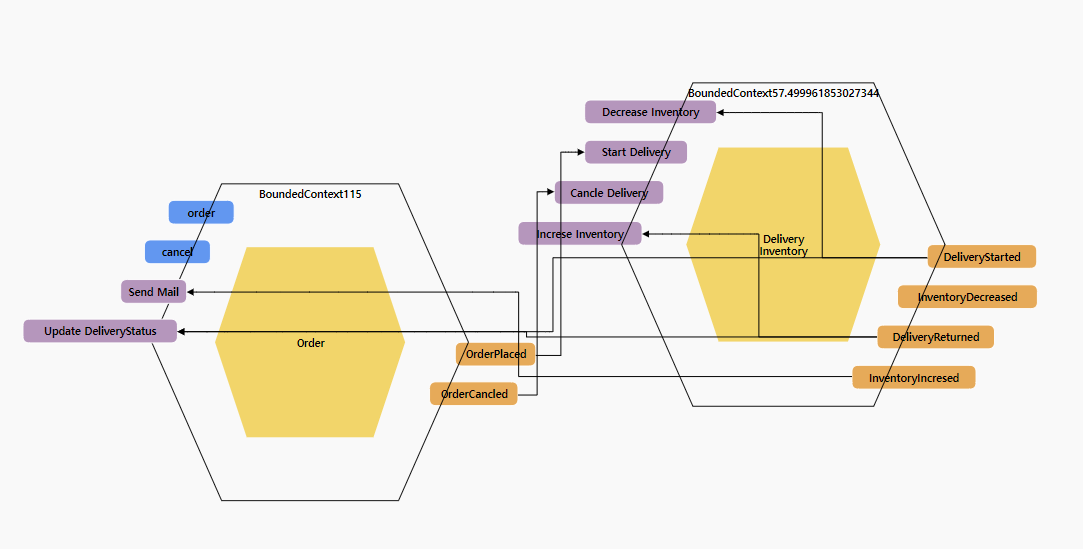 BoundedContext115
order
cancel
Send Mail
Update DeliveryStatus
Order
OrderPlaced
OrderCancled
BoundedContext57.499961853027344
Decrease Inventory
Start Delivery
Cancle Delivery
Increse Inventory
Delivery
Inventory
DeliveryStarted
InventoryDecreased
DeliveryReturned
InventoryIncresed